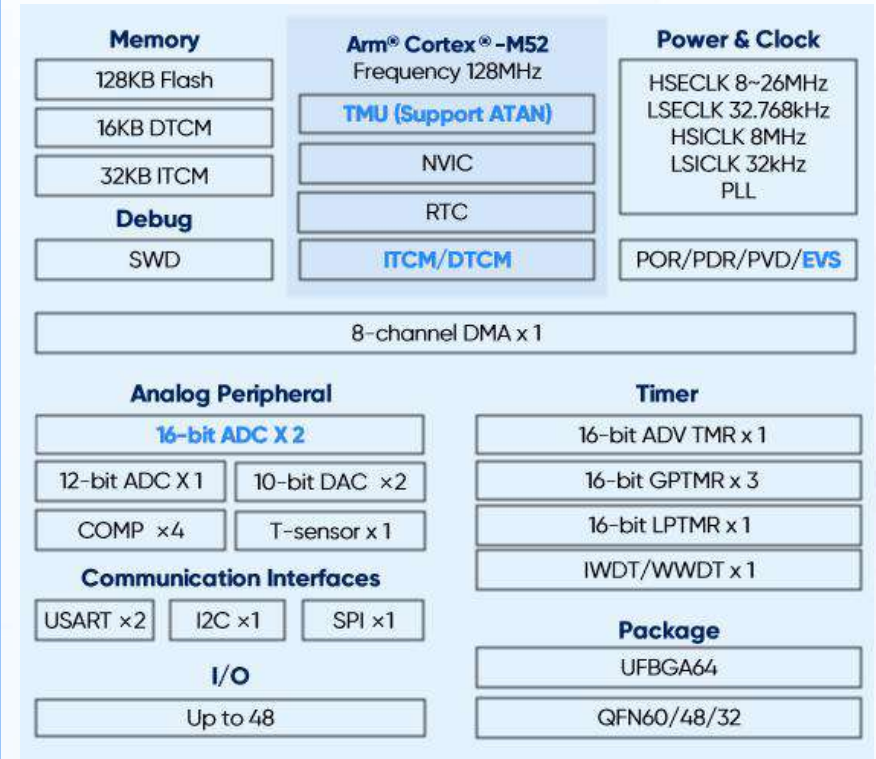 Memory
128KB Flash
16KB DTCM
32KB ITCM
Debug
SWD
Arm® Cortex®-M52
Frequency 128MHz
TMU (Support ATAN)
NVIC
RTC
ITCM/DTCM
Power & Clock
HSECLK 8~26MHz
LSECLK 32.768kHz
HSICLK 8MHz
LSICLK 32kHz
PLL
POR/PDR/PVD/EVS
8-channel DMA x 1
Analog Peripheral
16-bit ADC X 2
12-bit ADC X 1
10-bit DAC ×2
COMP ×4
T-sensor x 1
Communication Interfaces
USART ×2
I2C ×1
SPI ×1
I/O
Up to 48
Timer
16-bit ADV TMR x 1
16-bit GPTMR x 3
16-bit LPTMR x 1
IWDT/WWDT x 1
Package
UFBGA64
QFN60/48/32